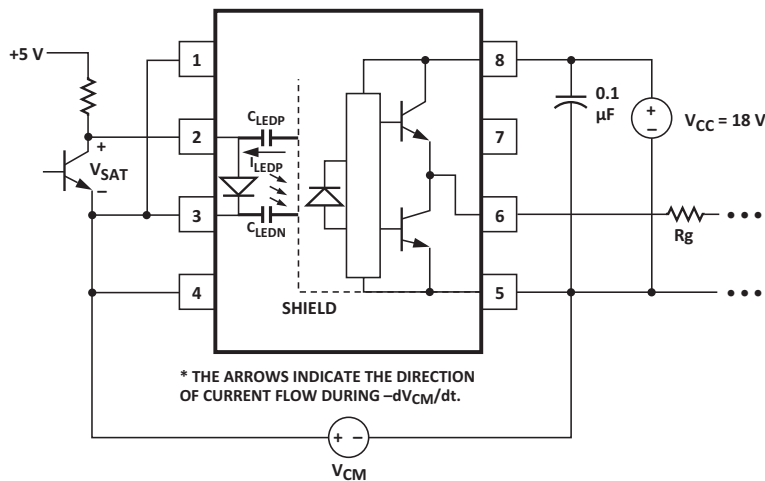 +5 V
1
8
0.1
µF
+
–
VCC = 18 V
CLEDP
2
7
+
VSAT
–
ILEDP
3
6
CLEDN
Rg
4
5
SHIELD
* THE ARROWS INDICATE THE DIRECTION
OF CURRENT FLOW DURING –dVCM/dt.
+ –
VCM